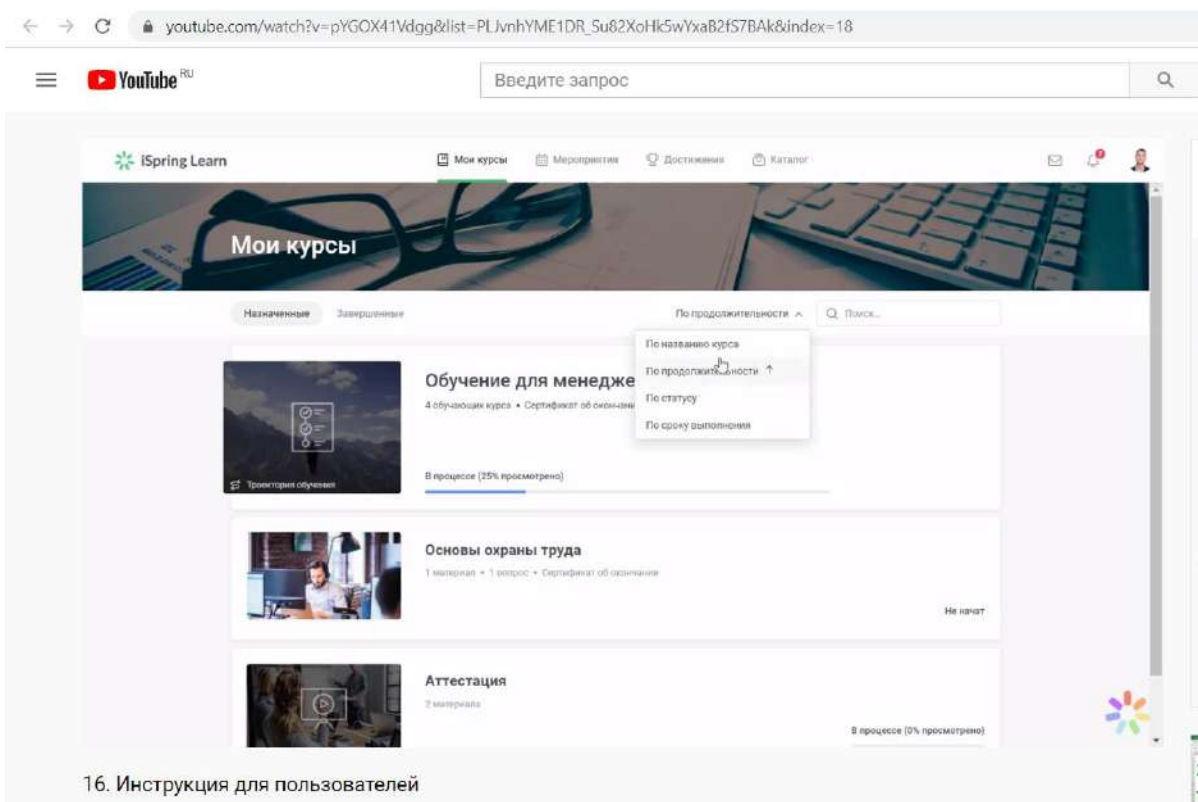 youtube.com/watch?v=pYGOX41Vdgg&list=PLJvnhYME1DR_Su82XoHk5wYxaB2fS7BAk&index=18
YouTube RU
Введите запрос
iSpring Learn
Мои курсы
Мероприятия
Достижения
Каталог
Мои курсы
Назначенные
Завершенные
По продолжительности
Поиск...
По названию курса
По продолжительности
По статусу
По сроку выполнения
Обучение для менедже
4 обучающих курса • Сертификат об окончани
В процессе (25% просмотрено)
Траектория обучения
Основы охраны труда
1 материал • 1 вопрос • Сертификат об окончании
Не начат
Аттестация
2 материала
В процессе (0% просмотрено)
16. Инструкция для пользователей